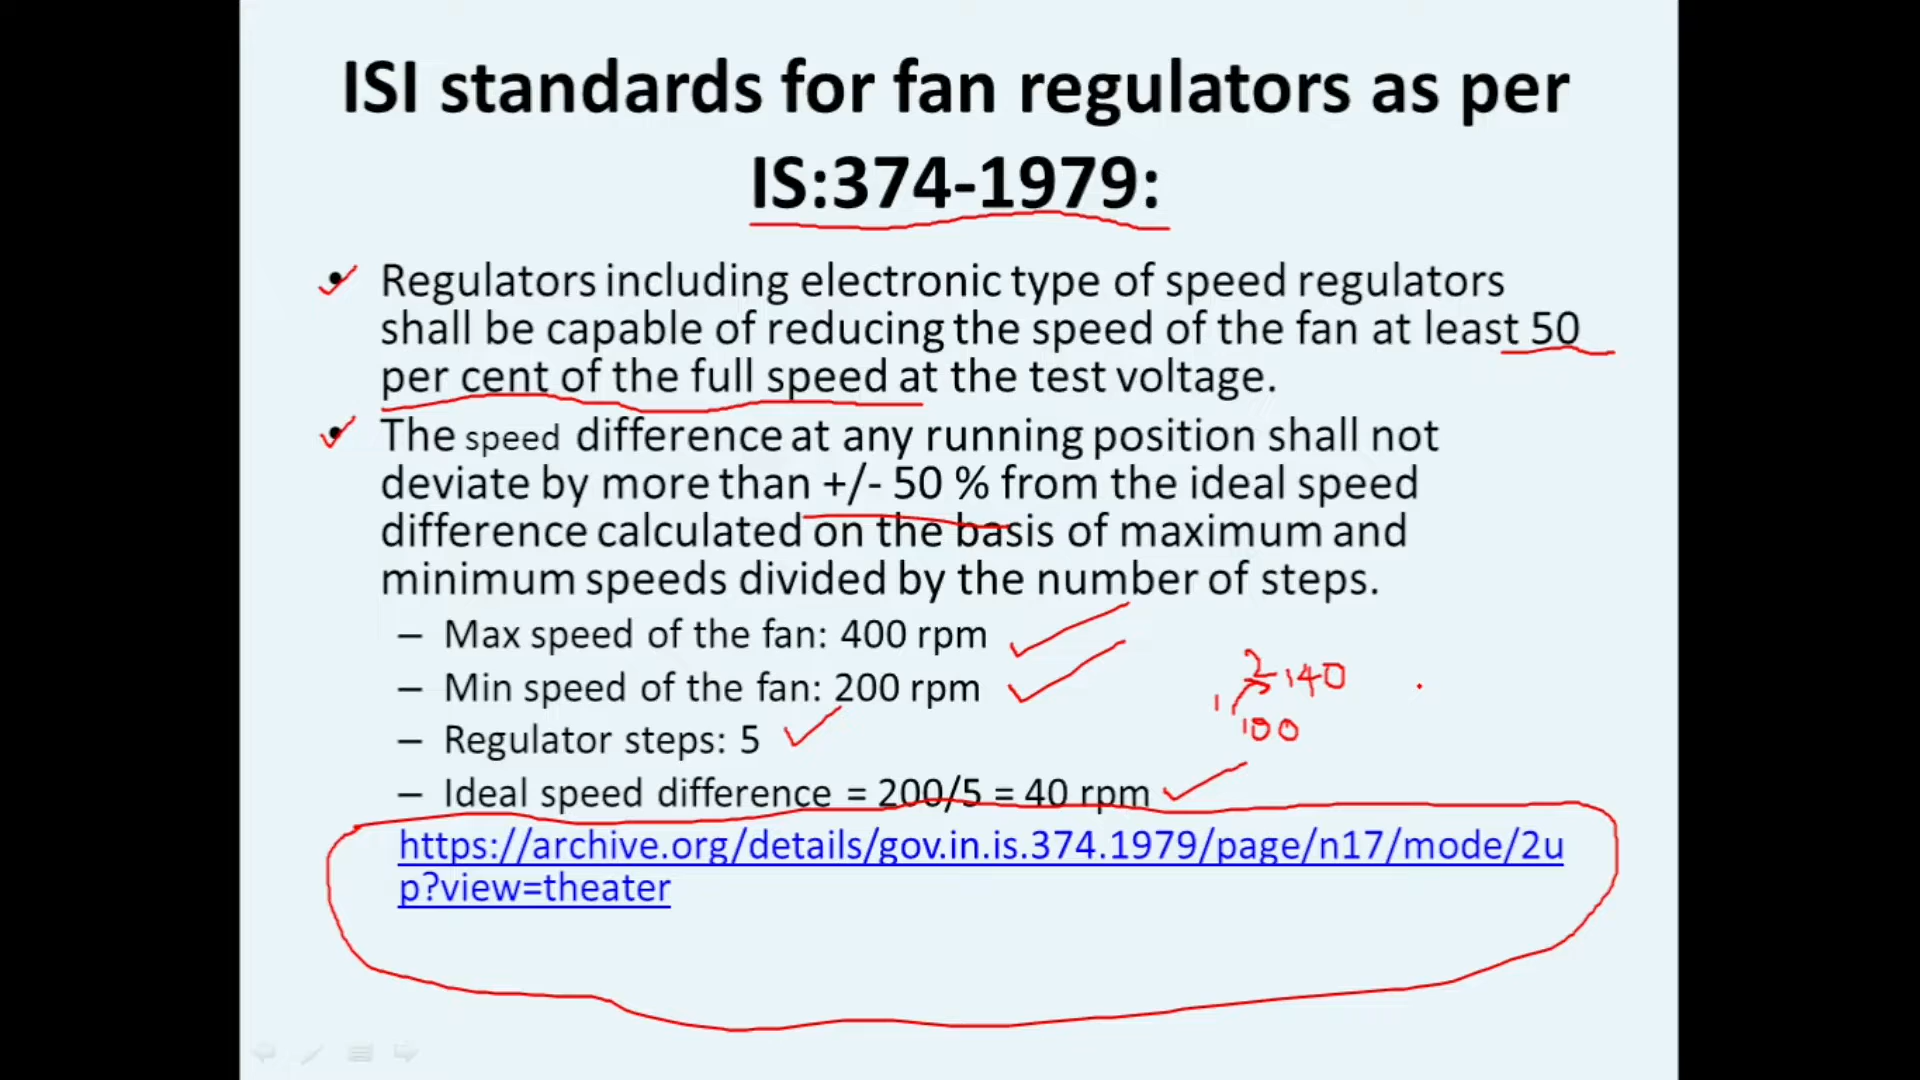 ISI standards for fan regulators as per
IS:374-1979:
• Regulators including electronic type of speed regulators
shall be capable of reducing the speed of the fan at least 50
per cent of the full speed at the test voltage.
• The speed difference at any running position shall not
deviate by more than +/- 50 % from the ideal speed
difference calculated on the basis of maximum and
minimum speeds divided by the number of steps.
– Max speed of the fan: 400 rpm
– Min speed of the fan: 200 rpm
2 140
– Regulator steps: 5
1 100
– Ideal speed difference = 200/5 = 40 rpm
https://archive.org/details/gov.in.is.374.1979/page/n17/mode/2u
p?view=theater